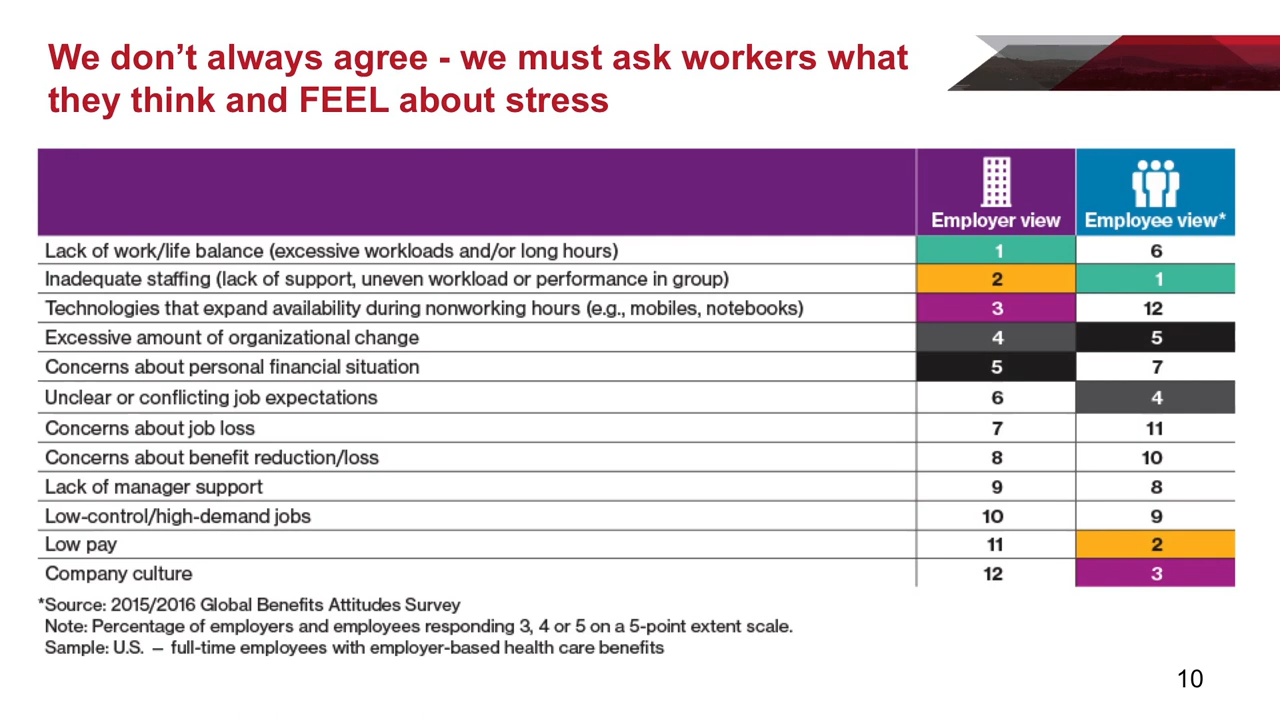 We don’t always agree - we must ask workers what
they think and FEEL about stress
Employer view Employee view*
Lack of work/life balance (excessive workloads and/or long hours) 1 6
Inadequate staffing (lack of support, uneven workload or performance in group) 2 1
Technologies that expand availability during nonworking hours (e.g., mobiles, notebooks) 3 12
Excessive amount of organizational change 4 5
Concerns about personal financial situation 5 7
Unclear or conflicting job expectations 6 4
Concerns about job loss 7 11
Concerns about benefit reduction/loss 8 10
Lack of manager support 9 8
Low-control/high-demand jobs 10 9
Low pay 11 2
Company culture 12 3
*Source: 2015/2016 Global Benefits Attitudes Survey
Note: Percentage of employers and employees responding 3, 4 or 5 on a 5-point extent scale.
Sample: U.S. — full-time employees with employer-based health care benefits
10